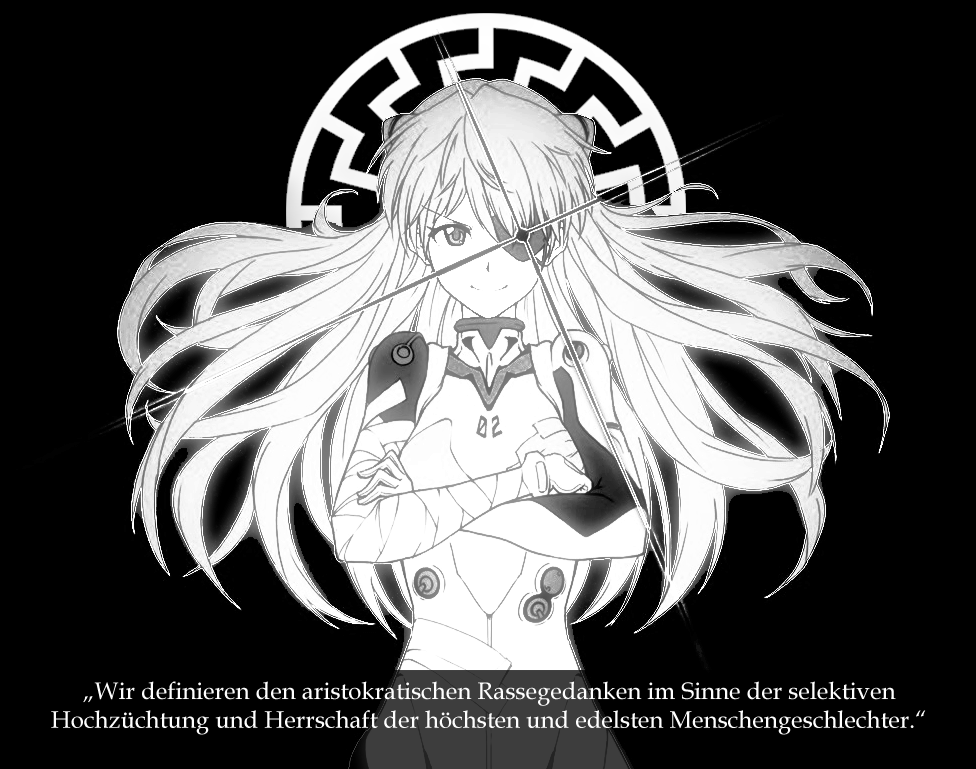 02
„Wir definieren den aristokratischen Rassegedanken im Sinne der selektiven
Hochzüchtung und Herrschaft der höchsten und edelsten Menschengeschlechter.“